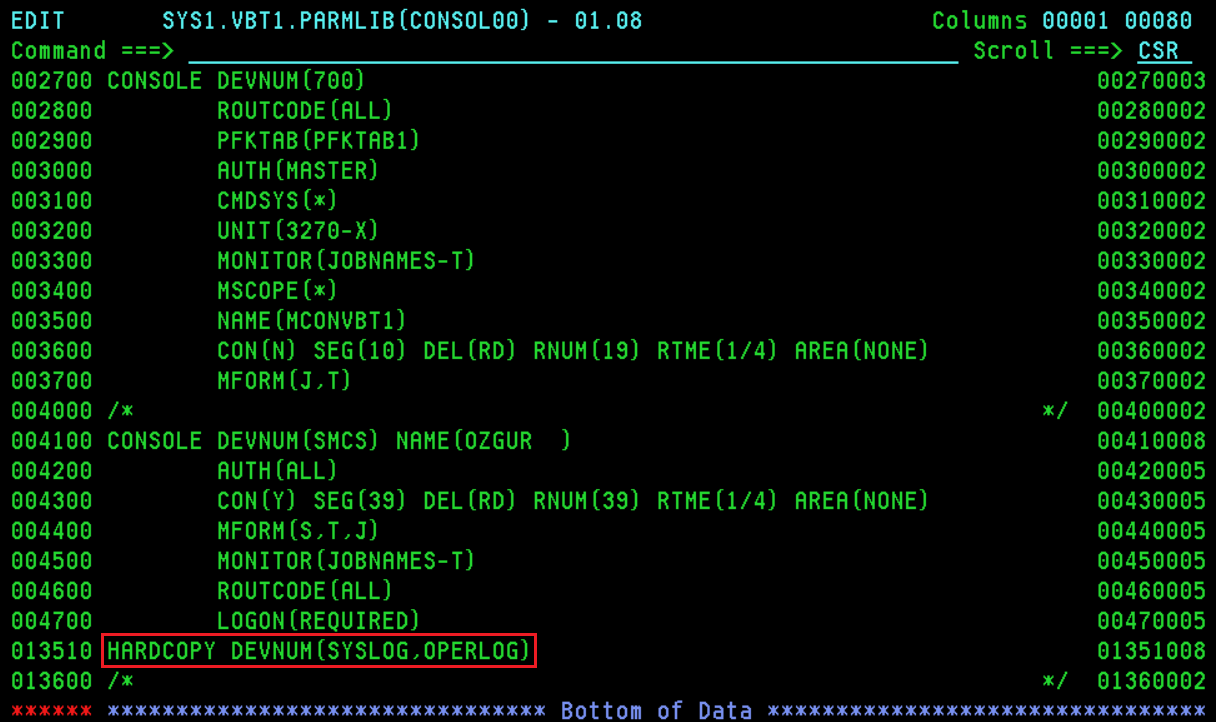 EDIT       SYS1.VBT1.PARMLIB(CONSOL00) - 01.08                     Columns 00001 00080
Command ===>                                                          Scroll ===> CSR
002700 CONSOLE DEVNUM(700)                                                     00270003
002800         ROUTCODE(ALL)                                                   00280002
002900         PFKTAB(PFKTAB1)                                                 00290002
003000         AUTH(MASTER)                                                    00300002
003100         CMDSYS(*)                                                       00310002
003200         UNIT(3270-X)                                                    00320002
003300         MONITOR(JOBNAMES-T)                                             00330002
003400         MSCOPE(*)                                                       00340002
003500         NAME(MCONVBT1)                                                  00350002
003600         CON(N) SEG(10) DEL(RD) RNUM(19) RTME(1/4) AREA(NONE)            00360002
003700         MFORM(J,T)                                                      00370002
004000 /*                                                                  */  00400002
004100 CONSOLE DEVNUM(SMCS) NAME(OZGUR  )                                      00410008
004200         AUTH(ALL)                                                       00420005
004300         CON(Y) SEG(39) DEL(RD) RNUM(39) RTME(1/4) AREA(NONE)            00430005
004400         MFORM(S,T,J)                                                    00440005
004500         MONITOR(JOBNAMES-T)                                             00450005
004600         ROUTCODE(ALL)                                                   00460005
004700         LOGON(REQUIRED)                                                 00470005
013510 HARDCOPY DEVNUM(SYSLOG,OPERLOG)                                         01351008
013600 /*                                                                  */  01360002
****** ******************************** Bottom of Data ********************************